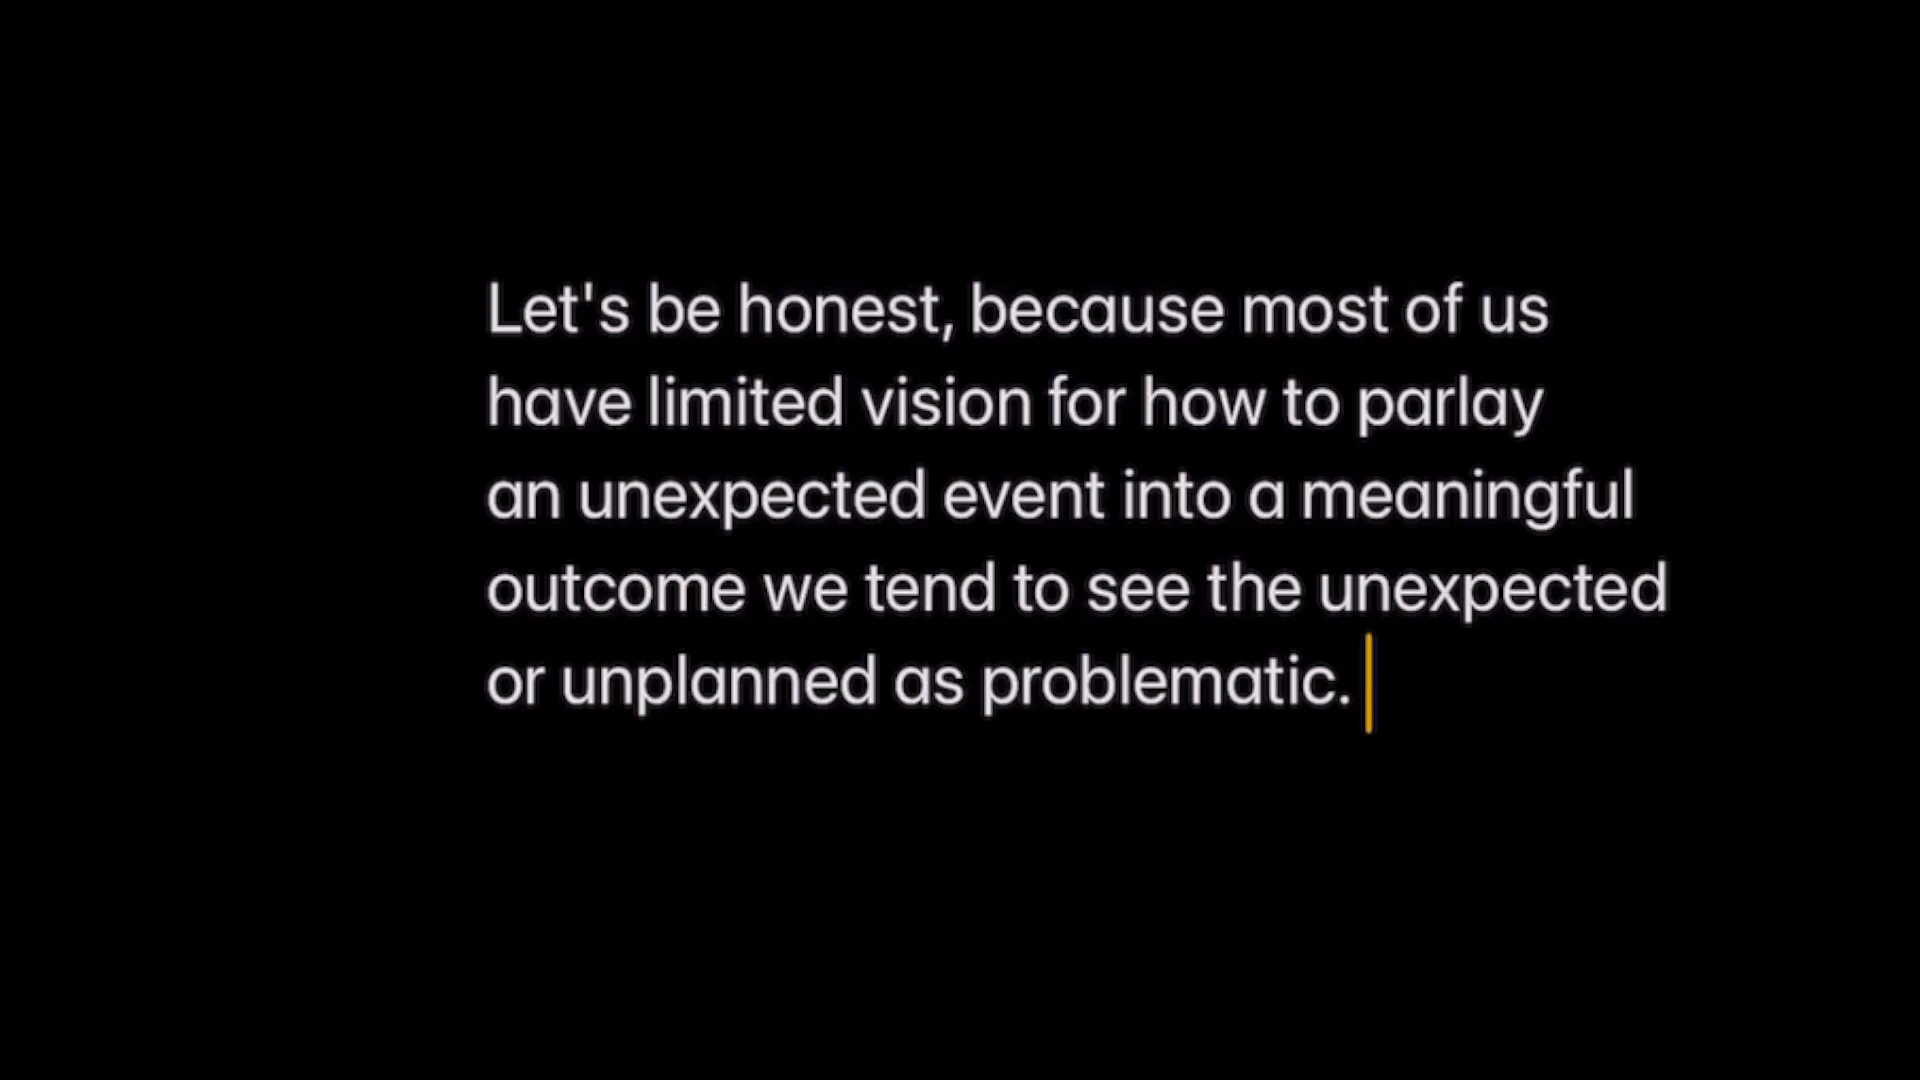 Let's be honest, because most of us
have limited vision for how to parlay
an unexpected event into a meaningful
outcome we tend to see the unexpected
or unplanned as problematic.